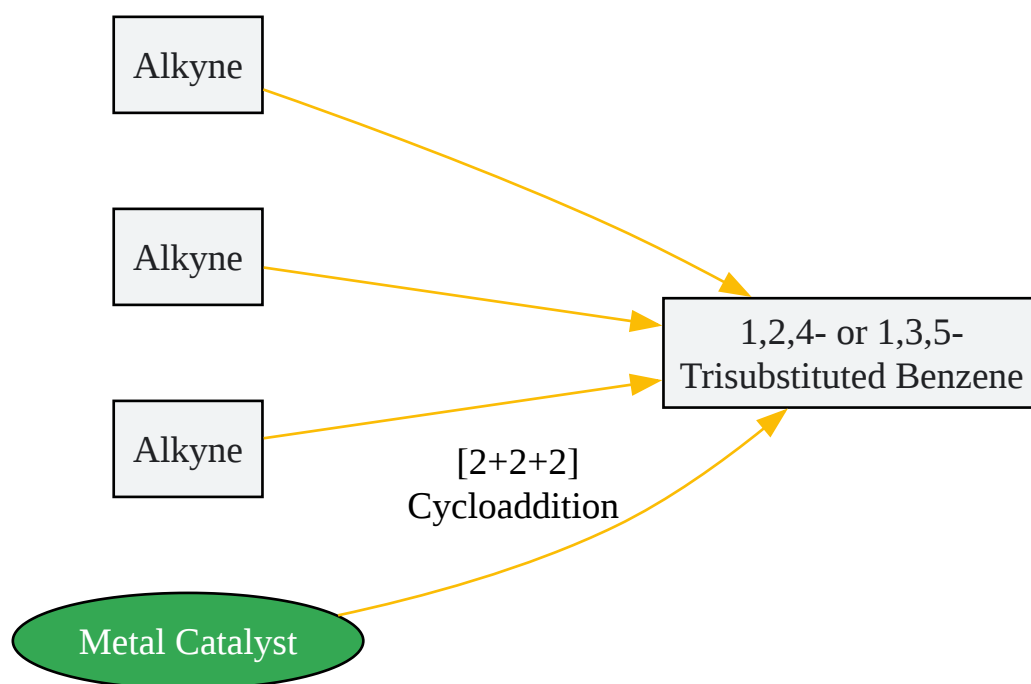 Alkyne
Alkyne
1,2,4- or 1,3,5-
Trisubstituted Benzene
Alkyne
[2+2+2]
Cycloaddition
Metal Catalyst